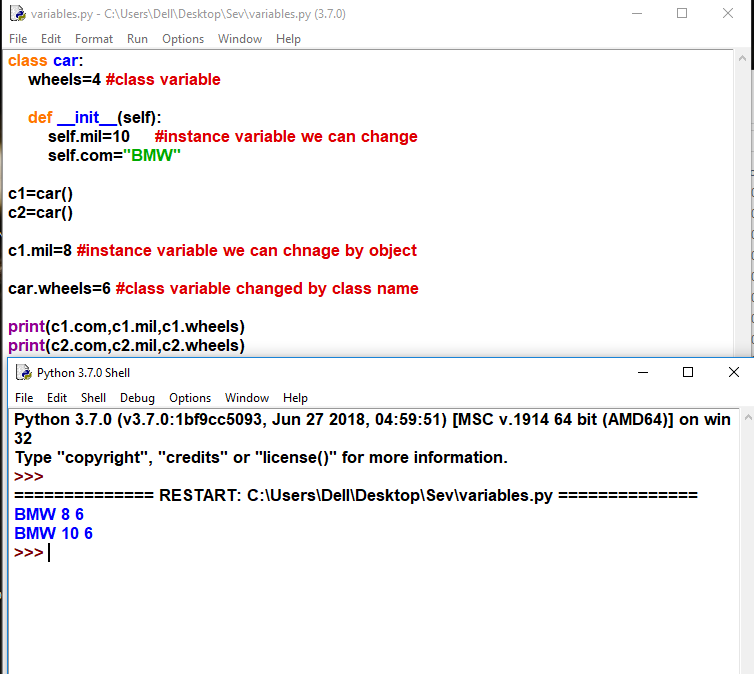 variables.py - C:\Users\Dell\Desktop\Sev\variables.py (3.7.0)
File Edit Format Run Options Window Help
class car:
    wheels=4 #class variable

    def __init__(self):
        self.mil=10     #instance variable we can change
        self.com="BMW"

c1=car()
c2=car()

c1.mil=8 #instance variable we can chnage by object

car.wheels=6 #class variable changed by class name

print(c1.com,c1.mil,c1.wheels)
print(c2.com,c2.mil,c2.wheels)
Python 3.7.0 Shell
File Edit Shell Debug Options Window Help
Python 3.7.0 (v3.7.0:1bf9cc5093, Jun 27 2018, 04:59:51) [MSC v.1914 64 bit (AMD64)] on win
32
Type "copyright", "credits" or "license()" for more information.
>>>
============== RESTART: C:\Users\Dell\Desktop\Sev\variables.py ==============
BMW 8 6
BMW 10 6
>>>